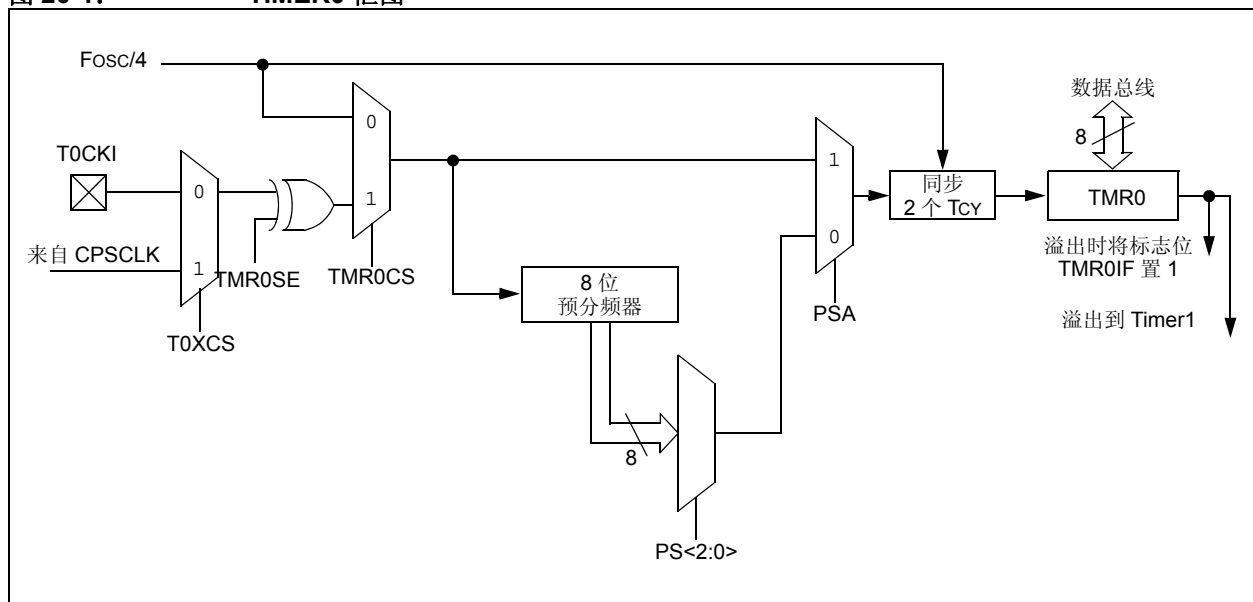 FOSC/4
数据总线
8
T0CKI
0
1
0
1
来自 CPSCLK
TMR0SE
TMR0CS
T0XCS
8 位
预分频器
8
PS<2:0>
1
0
PSA
同步
2 个 TCY
TMR0
溢出时将标志位
TMR0IF 置 1
溢出到 Timer1